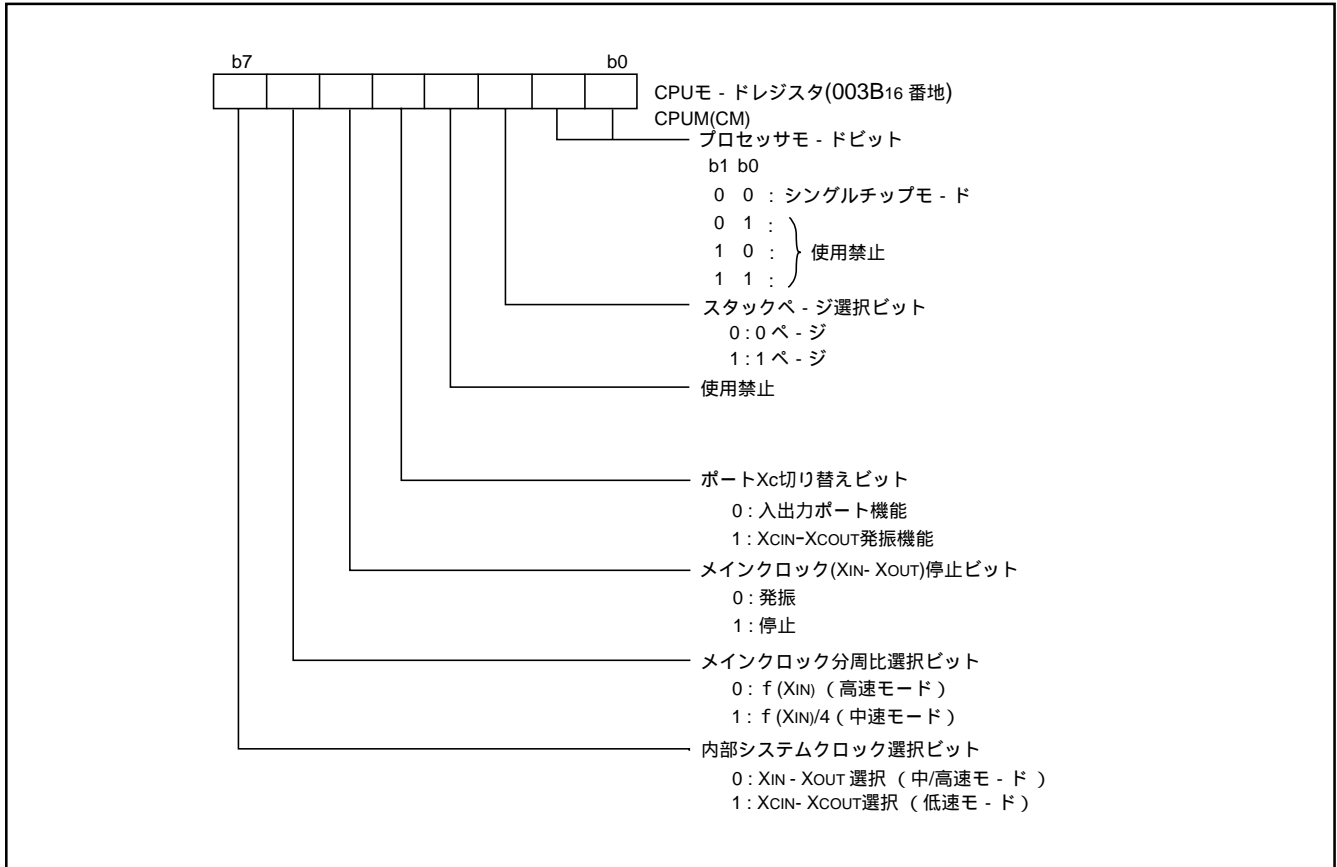 b7 b0
CPUモ - ドレジスタ(003B16 番地)
CPUM(CM)
プロセッサモ - ドビット
b1 b0
0 0 : シングルチップモ - ド
0 1 :
1 0 : 使用禁止
1 1 :
スタックペ - ジ選択ビット
0 : 0 ペ - ジ
1 : 1 ペ - ジ
使用禁止
ポートXc切り替えビット
0 : 入出力ポート機能
1 : XCIN-XCOUT発振機能
メインクロック(XIN- XOUT)停止ビット
0 : 発振
1 : 停止
メインクロック分周比選択ビット
0 : f (XIN) ( 高速モード )
1 : f (XIN)/4 ( 中速モード )
内部システムクロック選択ビット
0 : XIN - XOUT 選択 ( 中/高速モ - ド )
1 : XCIN- XCOUT選択 ( 低速モ - ド )